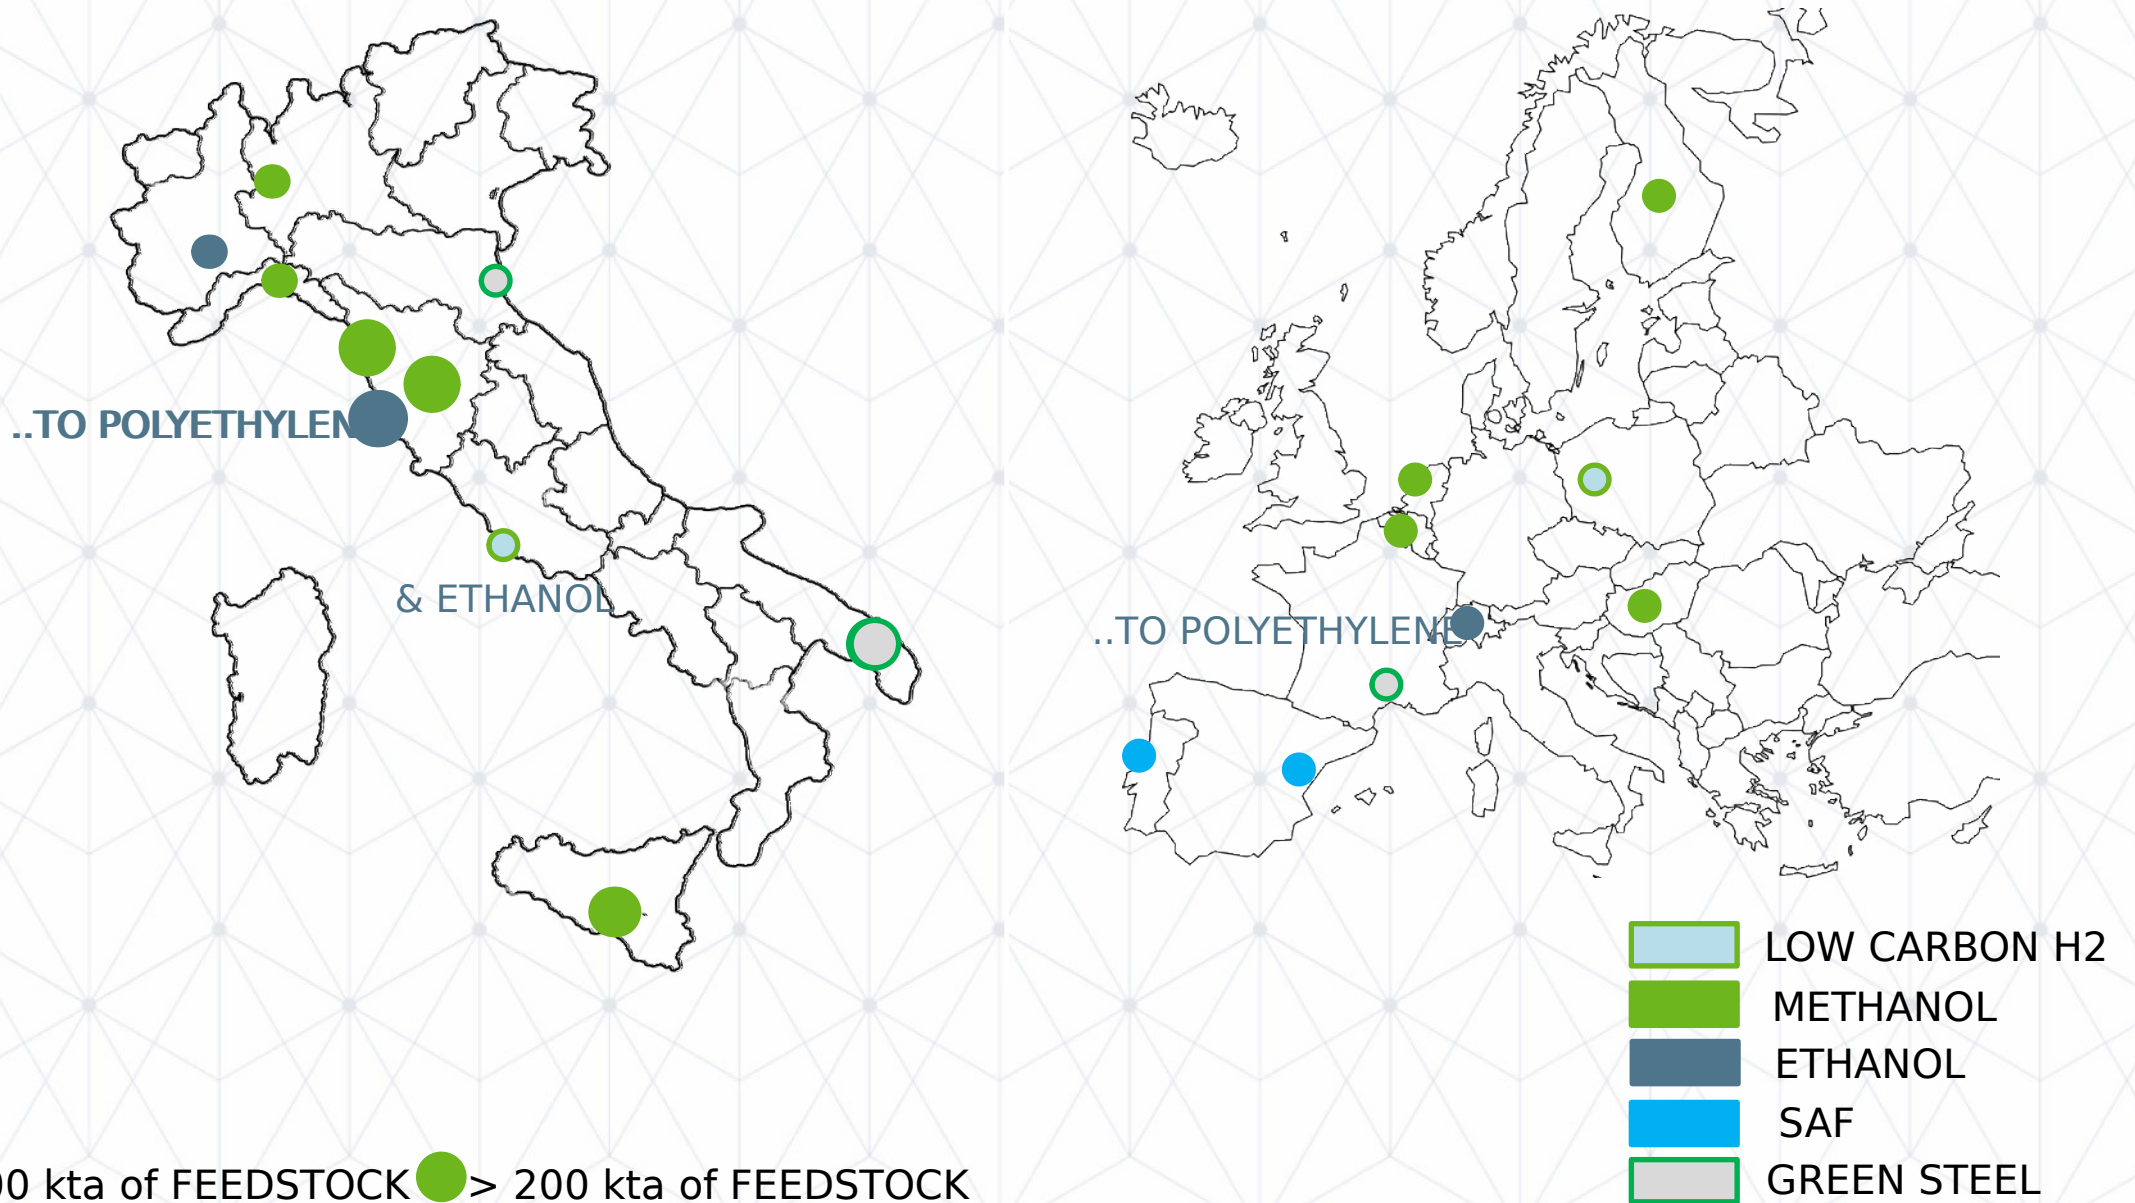 ..TO POLYETHYLEN
& ETHANOL
..TO POLYETHYLENE
LOW CARBON H2
METHANOL
ETHANOL
SAF
GREEN STEEL
00 kta of FEEDSTOCK > 200 kta of FEEDSTOCK